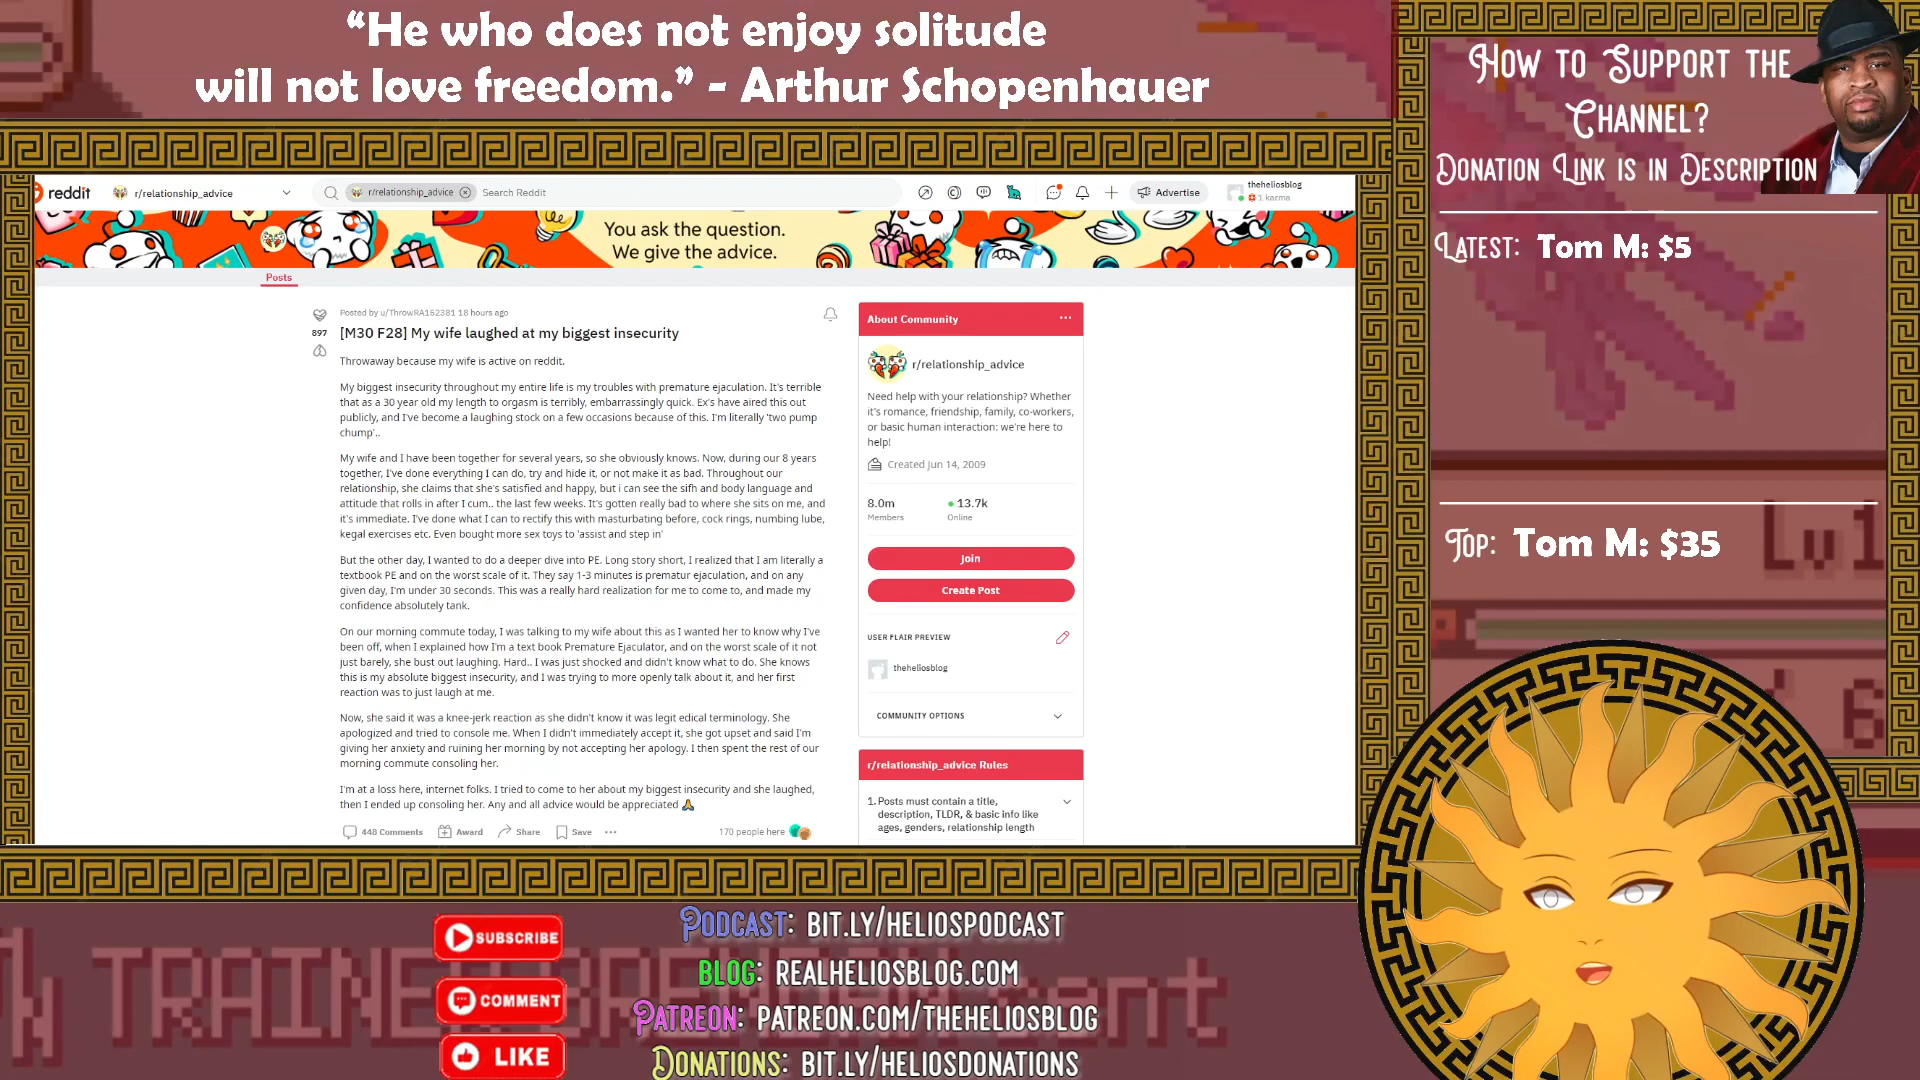 “He who does not enjoy solitude
will not love freedom.” - Arthur Schopenhauer
How to Support the
Channel?
Donation Link is in Description
Latest: Tom M: $5
Top: Tom M: $35
Lv1
6
reddit
r/relationship_advice
r/relationship_advice
Search Reddit
Advertise
theheliosblog
1 karma
You ask the question.
We give the advice.
Posts
Posted by u/ThrowRA152381 18 hours ago
897
[M30 F28] My wife laughed at my biggest insecurity
Throwaway because my wife is active on reddit.
My biggest insecurity throughout my entire life is my troubles with premature ejaculation. It's terrible
that as a 30 year old my length to orgasm is terribly, embarrassingly quick. Ex's have aired this out
publicly, and I've become a laughing stock on a few occasions because of this. I'm literally 'two pump
chump'..
My wife and I have been together for several years, so she obviously knows. Now, during our 8 years
together, I've done everything I can do, try and hide it, or not make it as bad. Throughout our
relationship, she claims that she's satisfied and happy, but i can see the sifh and body language and
attitude that rolls in after I cum.. the last few weeks. It's gotten really bad to where she sits on me, and
it's immediate. I've done what I can to rectify this with masturbating before, cock rings, numbing lube,
kegal exercises etc. Even bought more sex toys to 'assist and step in'
But the other day, I wanted to do a deeper dive into PE. Long story short, I realized that I am literally a
textbook PE and on the worst scale of it. They say 1-3 minutes is prematur ejaculation, and on any
given day, I'm under 30 seconds. This was a really hard realization for me to come to, and made my
confidence absolutely tank.
On our morning commute today, I was talking to my wife about this as I wanted her to know why I've
been off, when I explained how I'm a text book Premature Ejaculator, and on the worst scale of it not
just barely, she bust out laughing. Hard.. I was just shocked and didn't know what to do. She knows
this is my absolute biggest insecurity, and I was trying to more openly talk about it, and her first
reaction was to just laugh at me.
Now, she said it was a knee-jerk reaction as she didn't know it was legit edical terminology. She
apologized and tried to console me. When I didn't immediately accept it, she got upset and said I'm
giving her anxiety and ruining her morning by not accepting her apology. I then spent the rest of our
morning commute consoling her.
I'm at a loss here, internet folks. I tried to come to her about my biggest insecurity and she laughed,
then I ended up consoling her. Any and all advice would be appreciated 🙏
448 Comments
Award
Share
Save
170 people here
About Community
r/relationship_advice
Need help with your relationship? Whether
it's romance, friendship, family, co-workers,
or basic human interaction: we're here to
help!
Created Jun 14, 2009
8.0m
13.7k
Members
Online
Join
Create Post
USER FLAIR PREVIEW
theheliosblog
COMMUNITY OPTIONS
r/relationship_advice Rules
1. Posts must contain a title,
description, TLDR, & basic info like
ages, genders, relationship length
SUBSCRIBE
COMMENT
LIKE
Podcast: bit.ly/heliospodcast
Blog: realheliosblog.com
Patreon: patreon.com/theheliosblog
Donations: bit.ly/heliosdonations